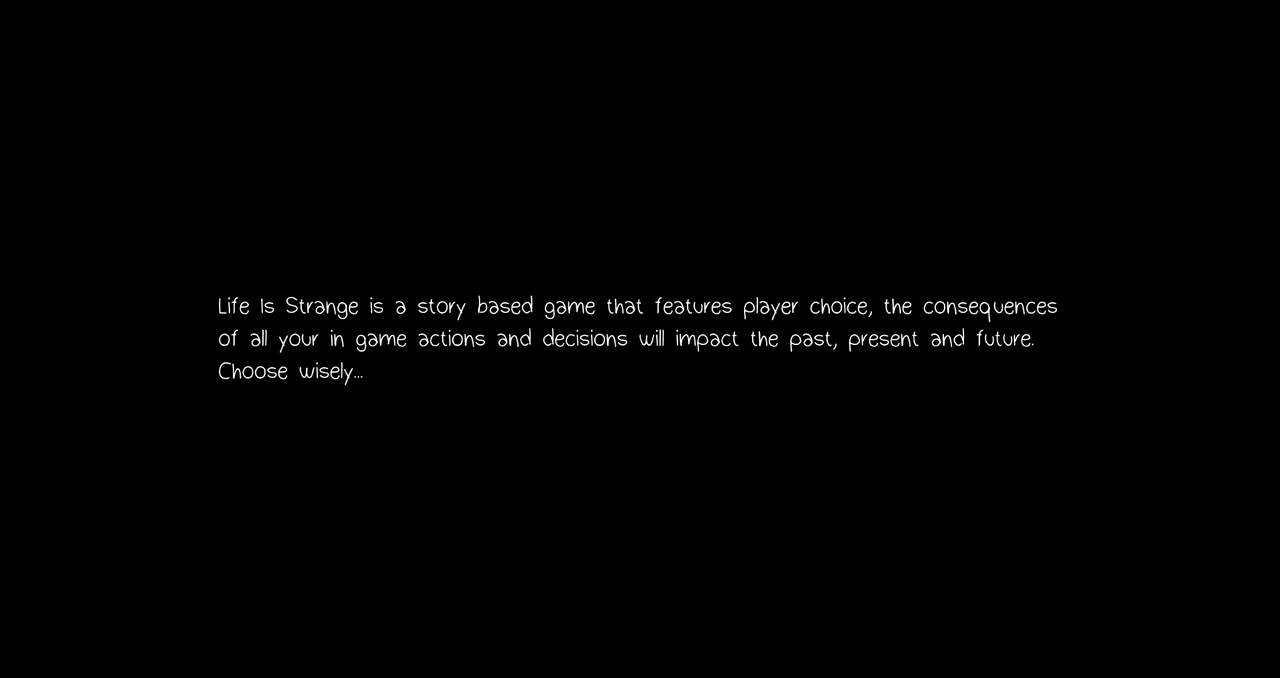 Life Is Strange is a story based game that features player choice, the consequences
of all your in game actions and decisions will impact the past, present and future.
Choose wisely...